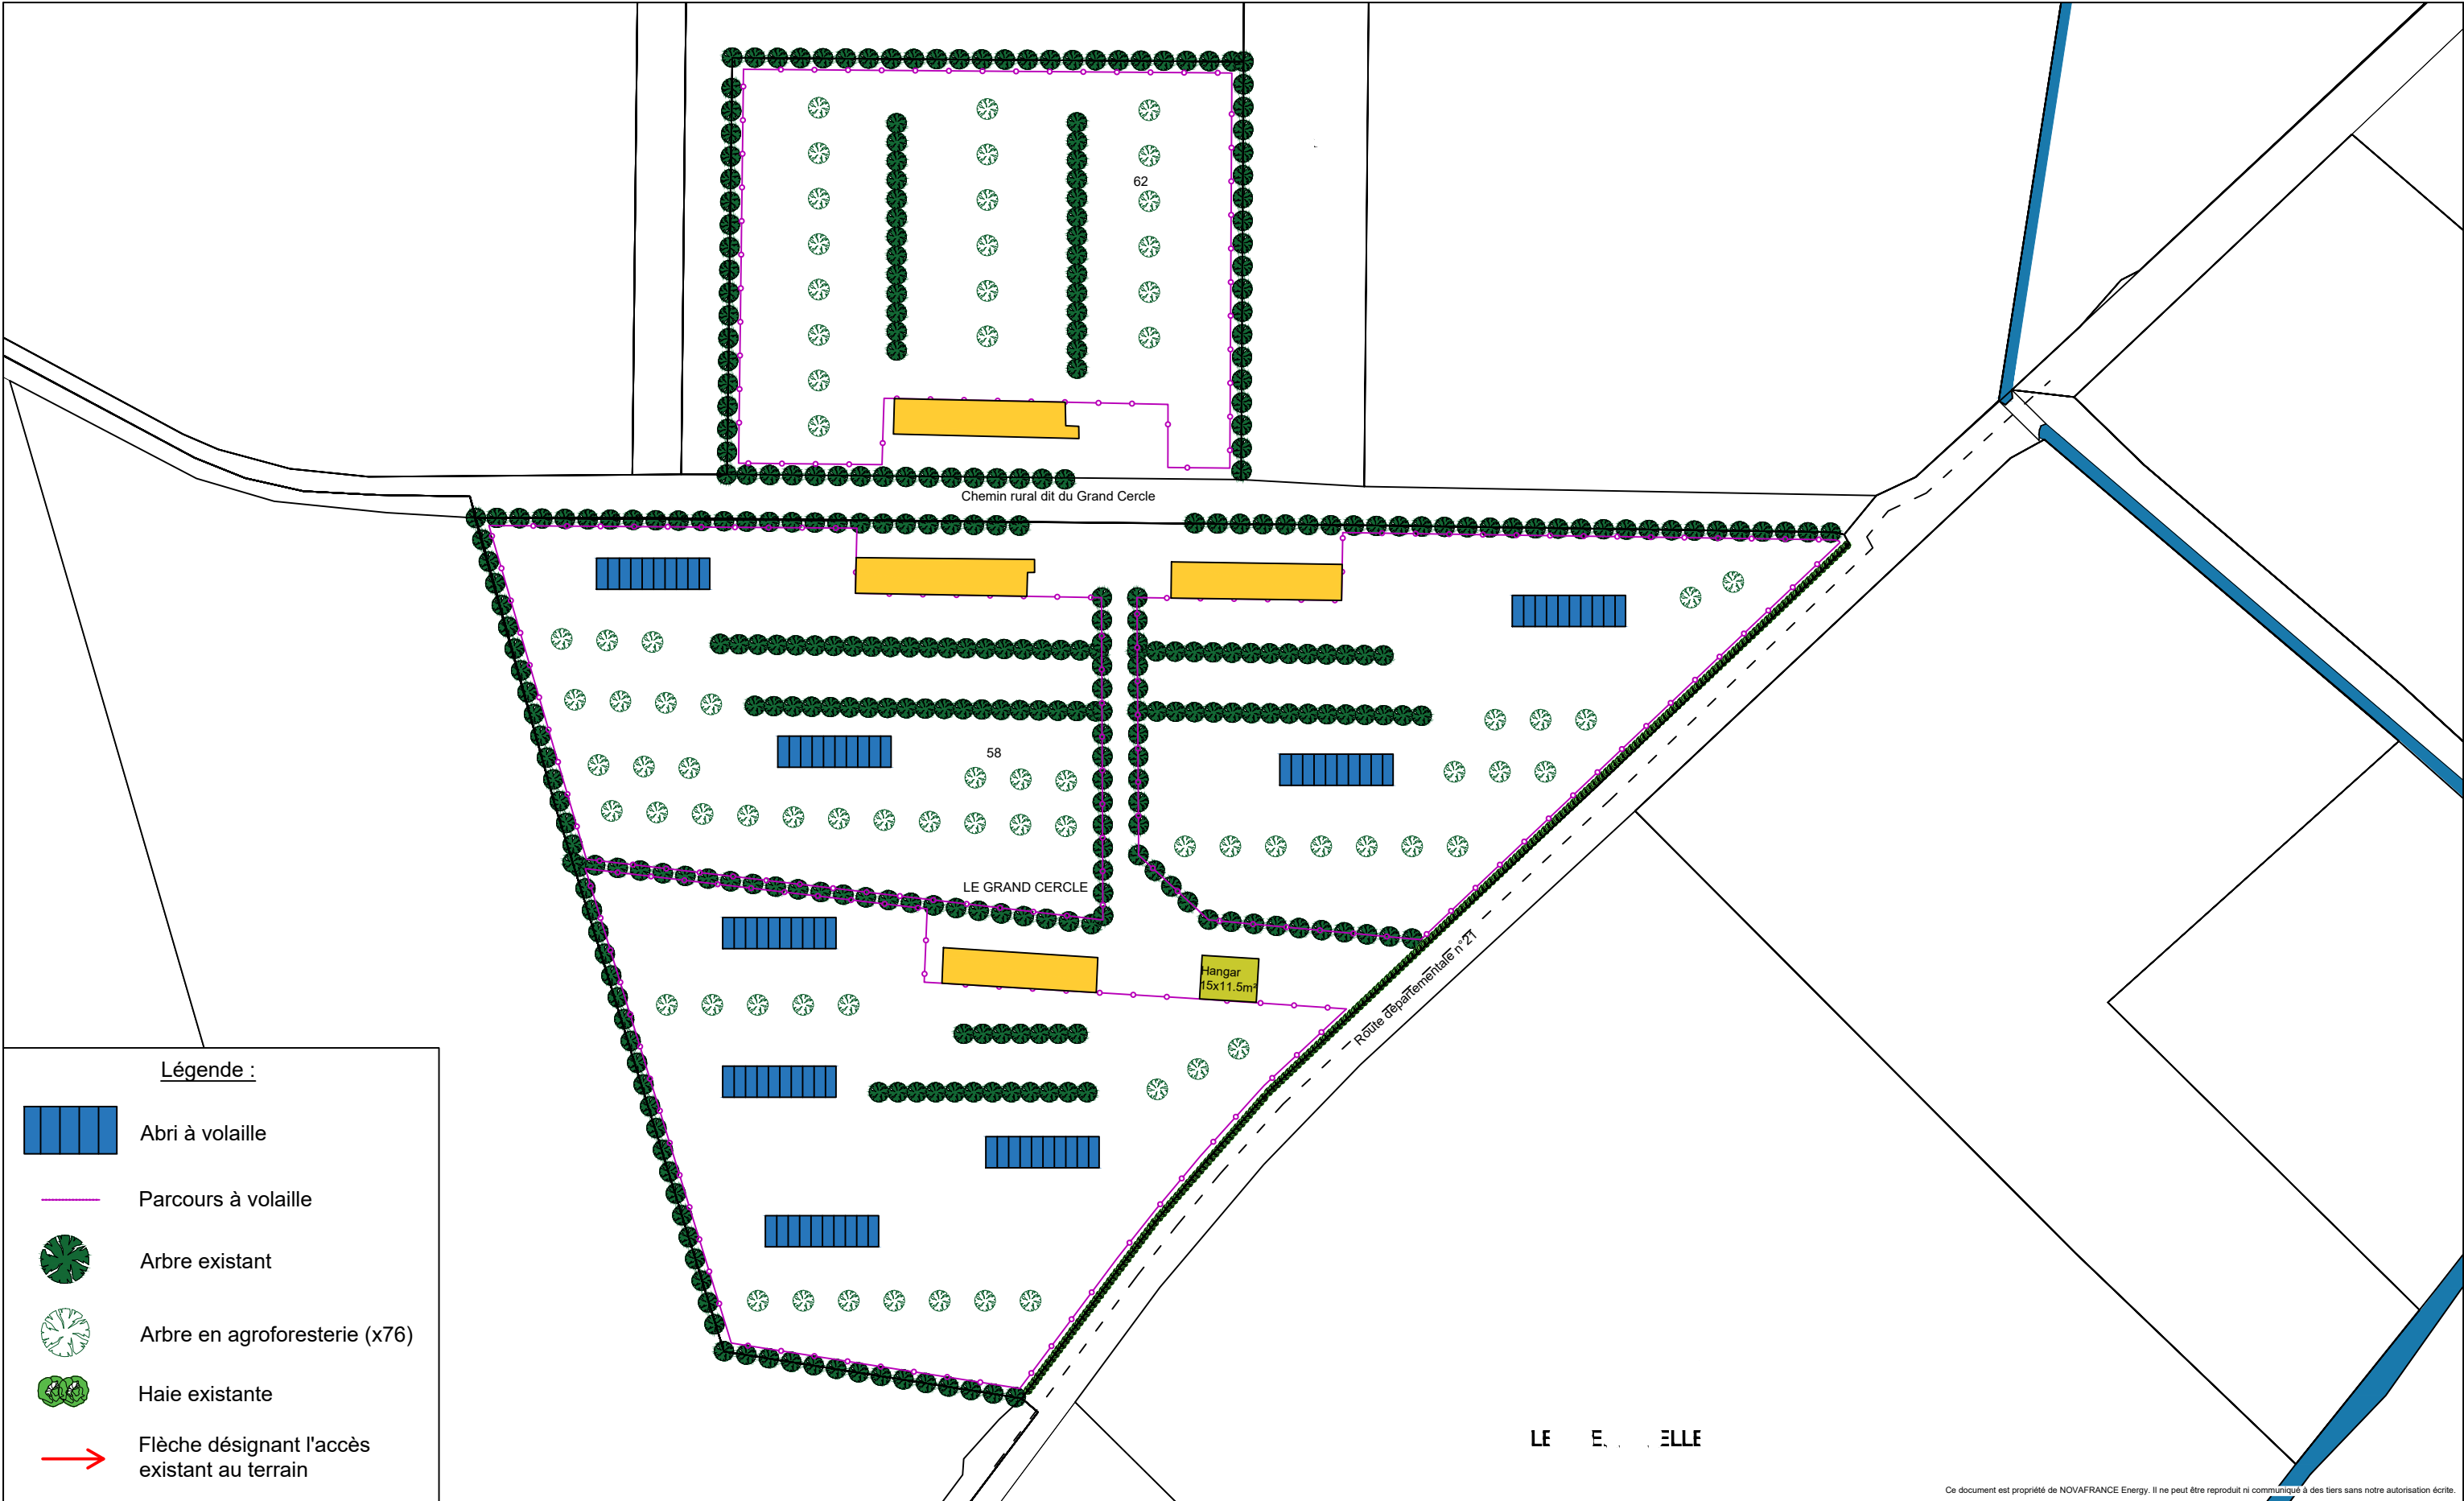 62
Chemin rural dit du Grand Cercle
58
LE GRAND CERCLE
Hangar
15x11.5m²
Route départementale n°21
Légende :
Abri à volaille
Parcours à volaille
Arbre existant
Arbre en agroforesterie (x76)
Haie existante
Flèche désignant l'accès
existant au terrain
Ce document est propriété de NOVAFRANCE Energy. Il ne peut être reproduit ni communiqué à des tiers sans notre autorisation écrite.